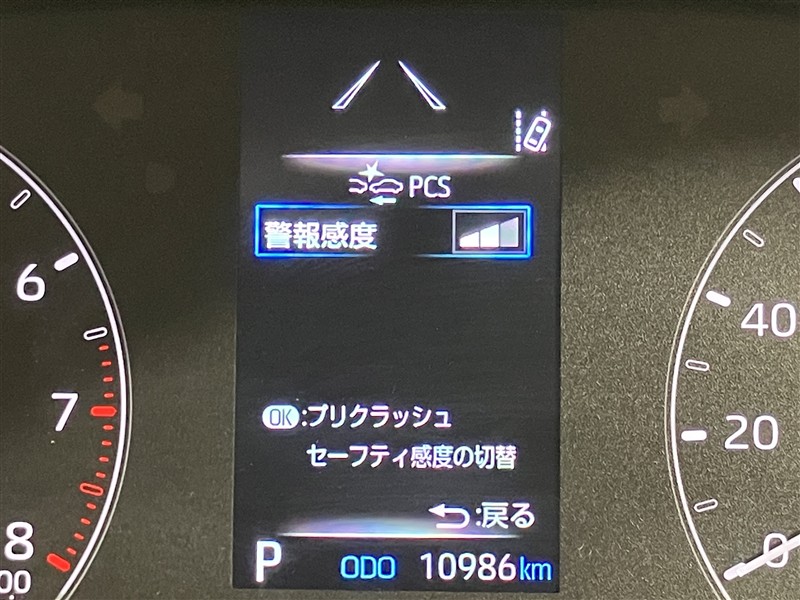 PCS
警報感度
6
7
8
00
40
20
0
OK:プリクラッシュ
セーフティ感度の切替
:戻る
P ODO 10986km